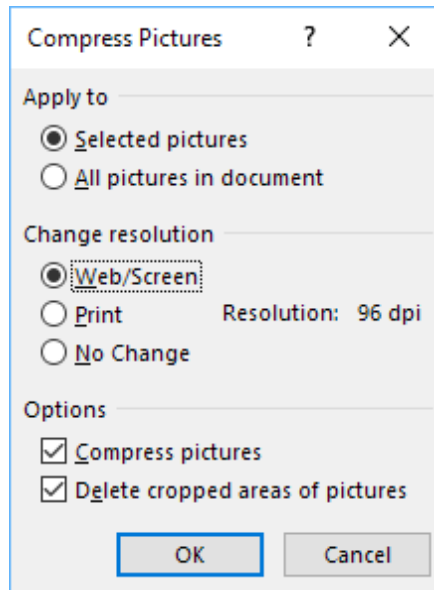 Compress Pictures ?
Apply to
Selected pictures
All pictures in document
Change resolution
Web/Screen
Print Resolution: 96 dpi
No Change
Options
Compress pictures
Delete cropped areas of pictures
OK Cancel